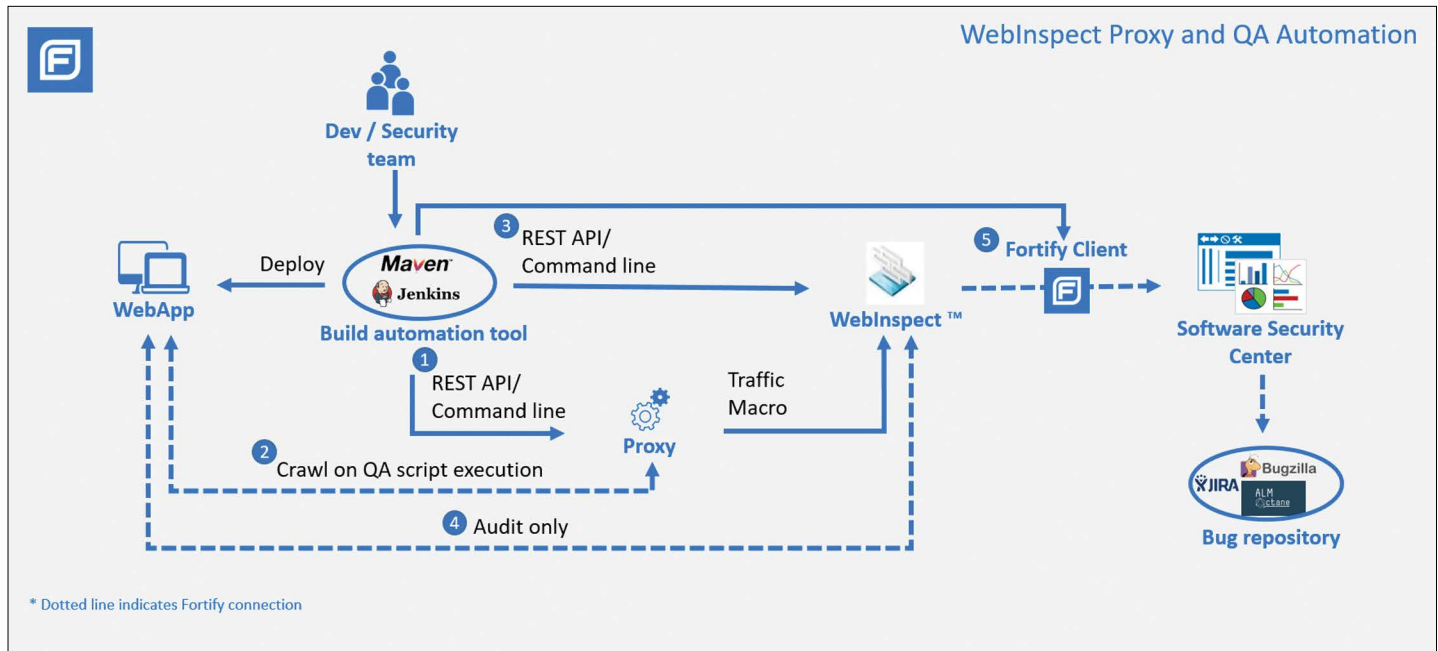 WebInspect Proxy and QA Automation
F
Dev / Security
team
3
REST API/
Command line
5
Fortify Client
F
Deploy
Maven™
Jenkins
WebApp
Build automation tool
WebInspect ™
Software Security
Center
1
REST API/
Command line
Traffic
Macro
Proxy
2
Crawl on QA script execution
4
Audit only
Bugzilla
JIRA
ALM
Octane
Bug repository
* Dotted line indicates Fortify connection